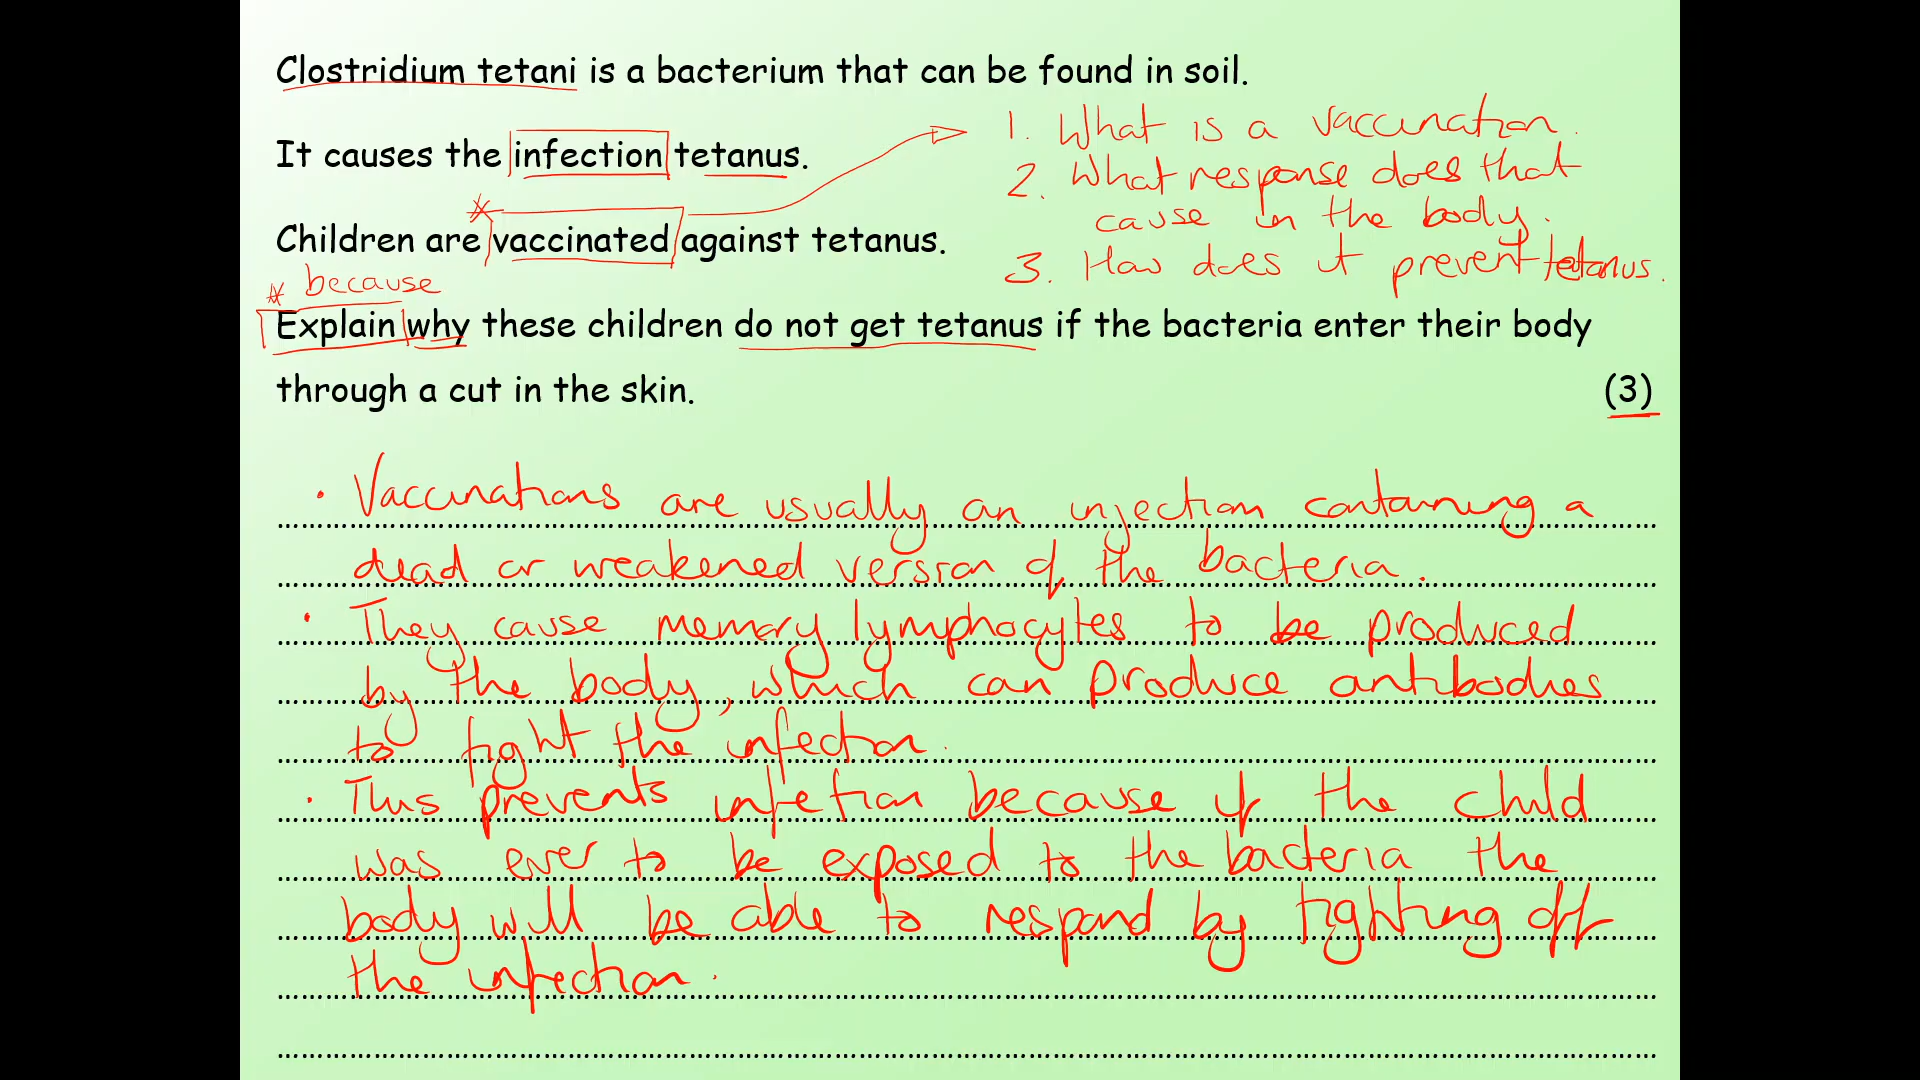 Clostridium tetani is a bacterium that can be found in soil.
It causes the infection tetanus.
Children are vaccinated against tetanus.
1. What is a vaccination.
2. What response does that
cause in the body.
3. How does it prevent tetanus.
* because
Explain why these children do not get tetanus if the bacteria enter their body
through a cut in the skin. (3)
• Vaccinations are usually an injection containing a
dead or weakened version of the bacteria.
• They cause memory lymphocytes to be produced
by the body, which can produce antibodies
to fight the infection.
• This prevents infetion because if the child
was ever to be exposed to the bacteria the
body will be able to respond by fighting off
the infection.